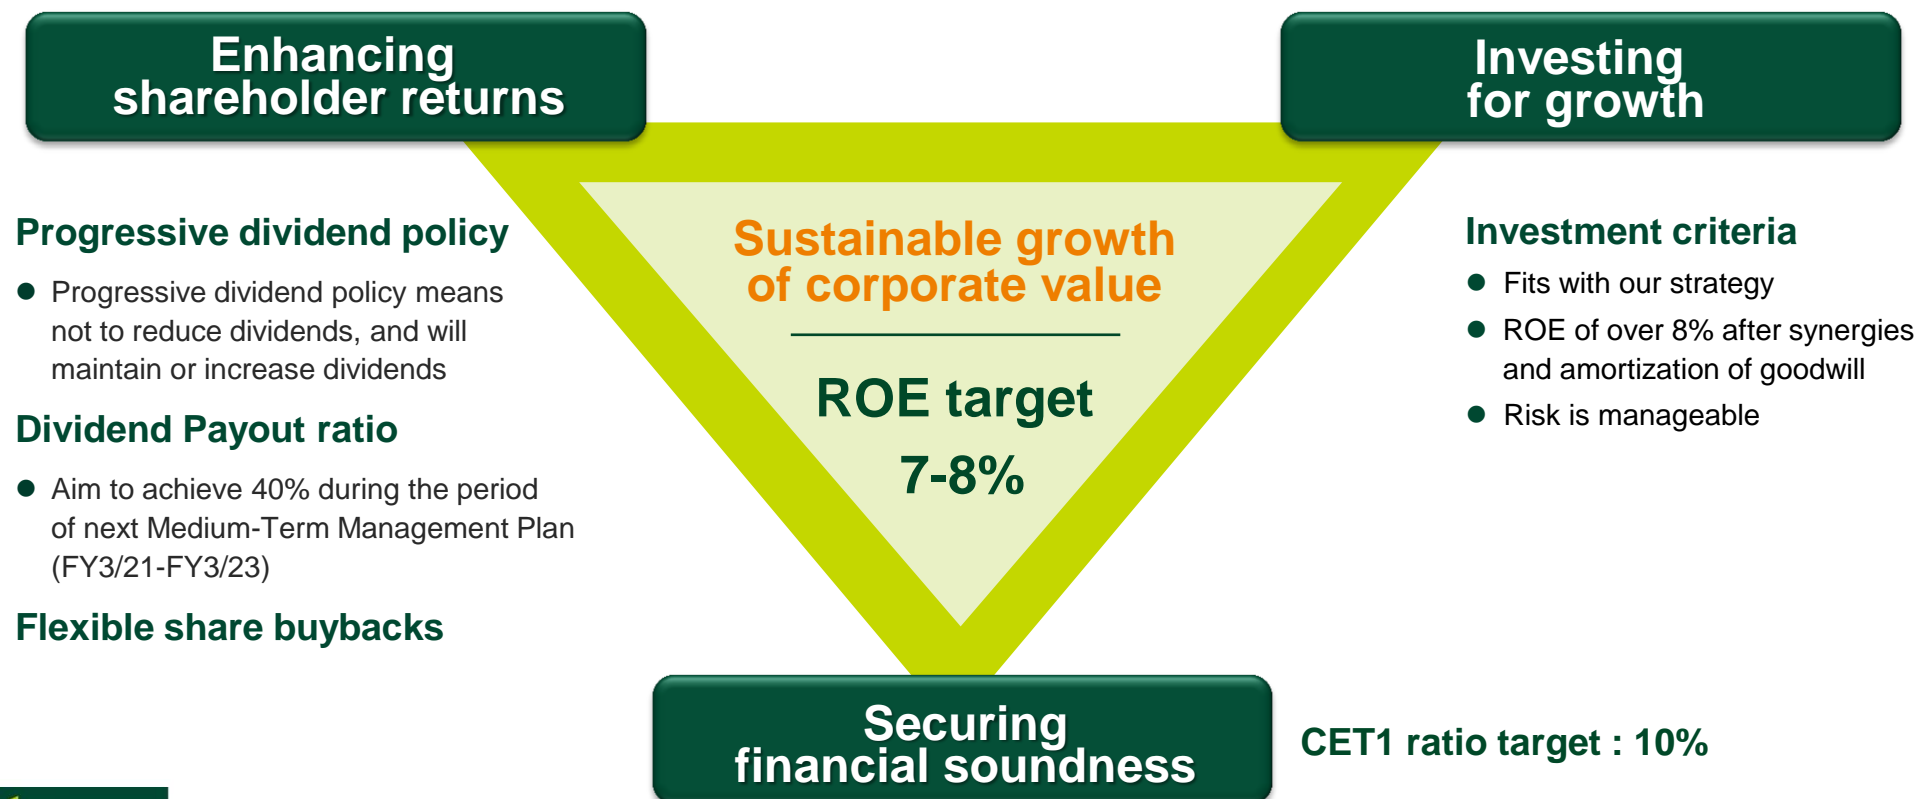 Enhancing
shareholder returns
Investing
for growth
Progressive dividend policy
● Progressive dividend policy means
not to reduce dividends, and will
maintain or increase dividends
Dividend Payout ratio
● Aim to achieve 40% during the period
of next Medium-Term Management Plan
(FY3/21-FY3/23)
Flexible share buybacks
Sustainable growth
of corporate value
ROE target
7-8%
Investment criteria
● Fits with our strategy
● ROE of over 8% after synergies
and amortization of goodwill
● Risk is manageable
Securing
financial soundness
CET1 ratio target : 10%